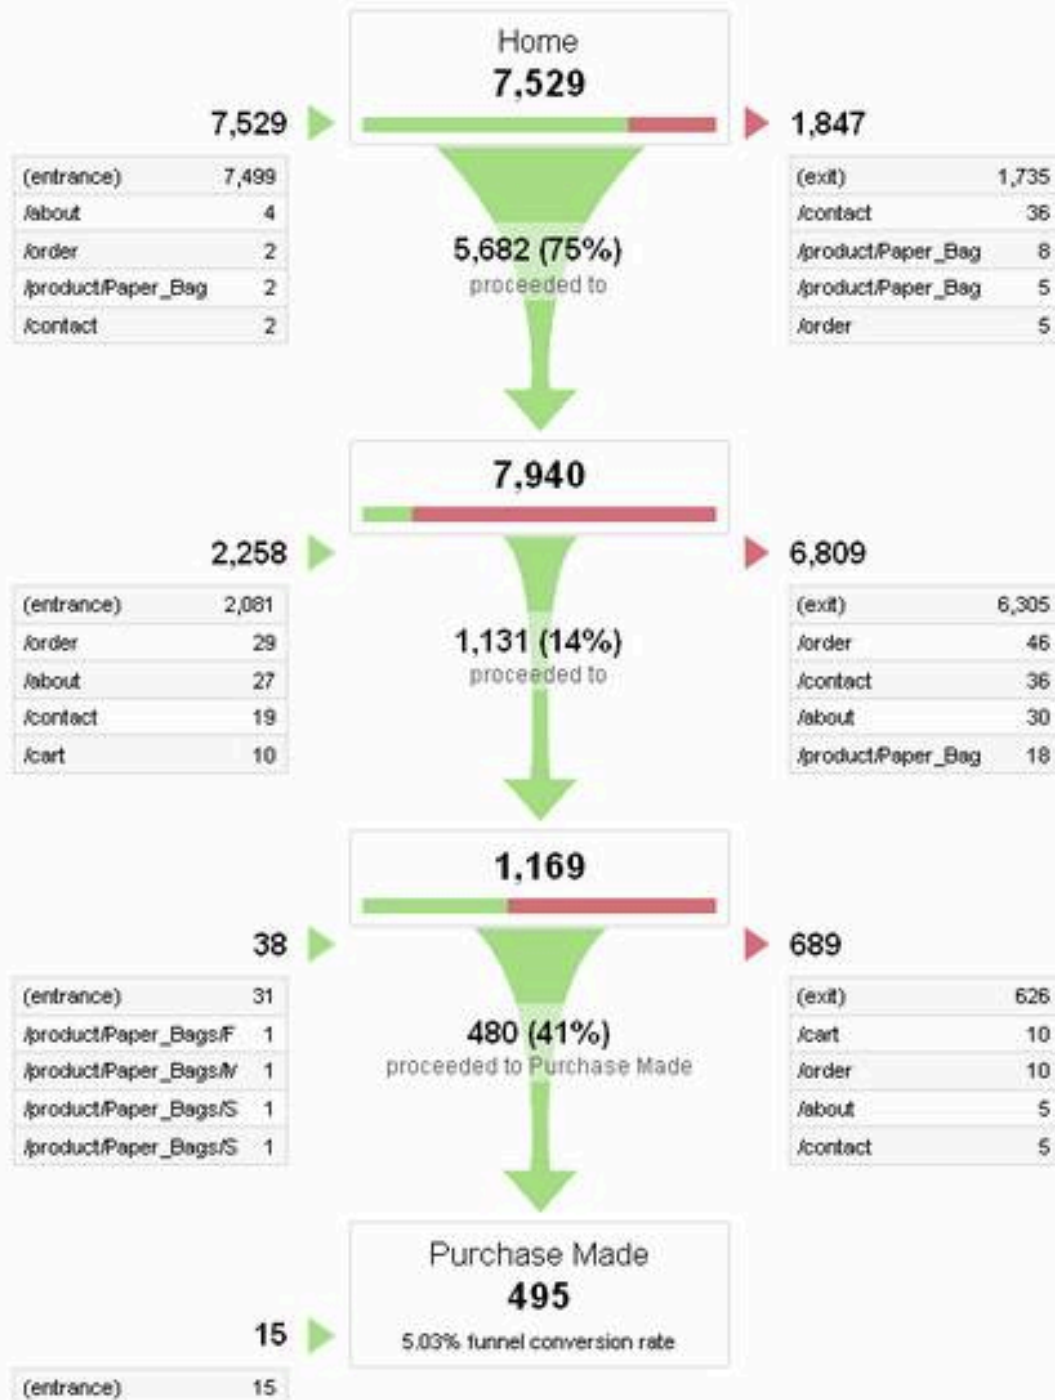 Home
7,529
7,529
1,847
(entrance) 7,499
/about 4
/order 2
/product/Paper_Bag 2
/contact 2
(exit) 1,735
/contact 36
/product/Paper_Bag 8
/product/Paper_Bag 5
/order 5
5,682 (75%)
proceeded to
7,940
2,258
6,809
(entrance) 2,081
/order 29
/about 27
/contact 19
/cart 10
(exit) 6,305
/order 46
/contact 36
/about 30
/product/Paper_Bag 18
1,131 (14%)
proceeded to
1,169
38
689
(entrance) 31
/product/Paper_Bags/F 1
/product/Paper_Bags/M 1
/product/Paper_Bags/S 1
/product/Paper_Bags/S 1
(exit) 626
/cart 10
/order 10
/about 5
/contact 5
480 (41%)
proceeded to Purchase Made
Purchase Made
495
5.03% funnel conversion rate
15
(entrance) 15